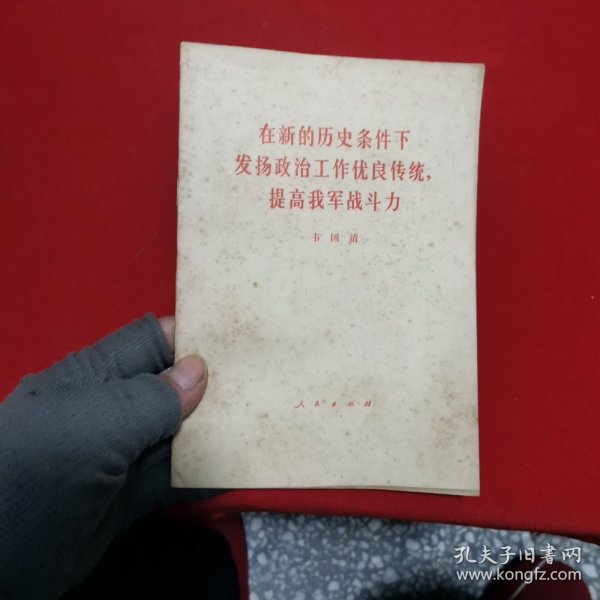 在新的历史条件下
发扬政治工作优良传统，
提高我军战斗力
韦国清
人民出版社
孔夫子旧书网
www.kongfz.com